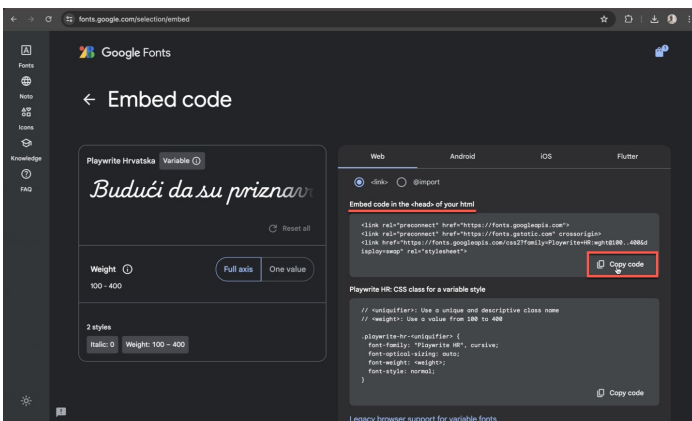 fonts.google.com/selection/embed
Fonts
Noto
Icons
Knowledge
FAQ
Google Fonts
Embed code
Playwrite Hrvatska Variable
Budući da su priznan
Reset all
Weight
Full axis One value
100 - 400
2 styles
Italic: 0 Weight: 100 – 400
Web Android iOS Flutter
<link> @import
Embed code in the <head> of your html
<link rel="preconnect" href="https://fonts.googleapis.com">
<link rel="preconnect" href="https://fonts.gstatic.com" crossorigin>
<link href="https://fonts.googleapis.com/css2?family=Playwrite+HR:wght@100..400&d
isplay=swap" rel="stylesheet">
Copy code
Playwrite HR: CSS class for a variable style
// <uniquifier>: Use a unique and descriptive class name
// <weight>: Use a value from 100 to 400
.playwrite-hr-<uniquifier> {
font-family: "Playwrite HR", cursive;
font-optical-sizing: auto;
font-weight: <weight>;
font-style: normal;
}
Copy code
Legacy browser support for variable fonts